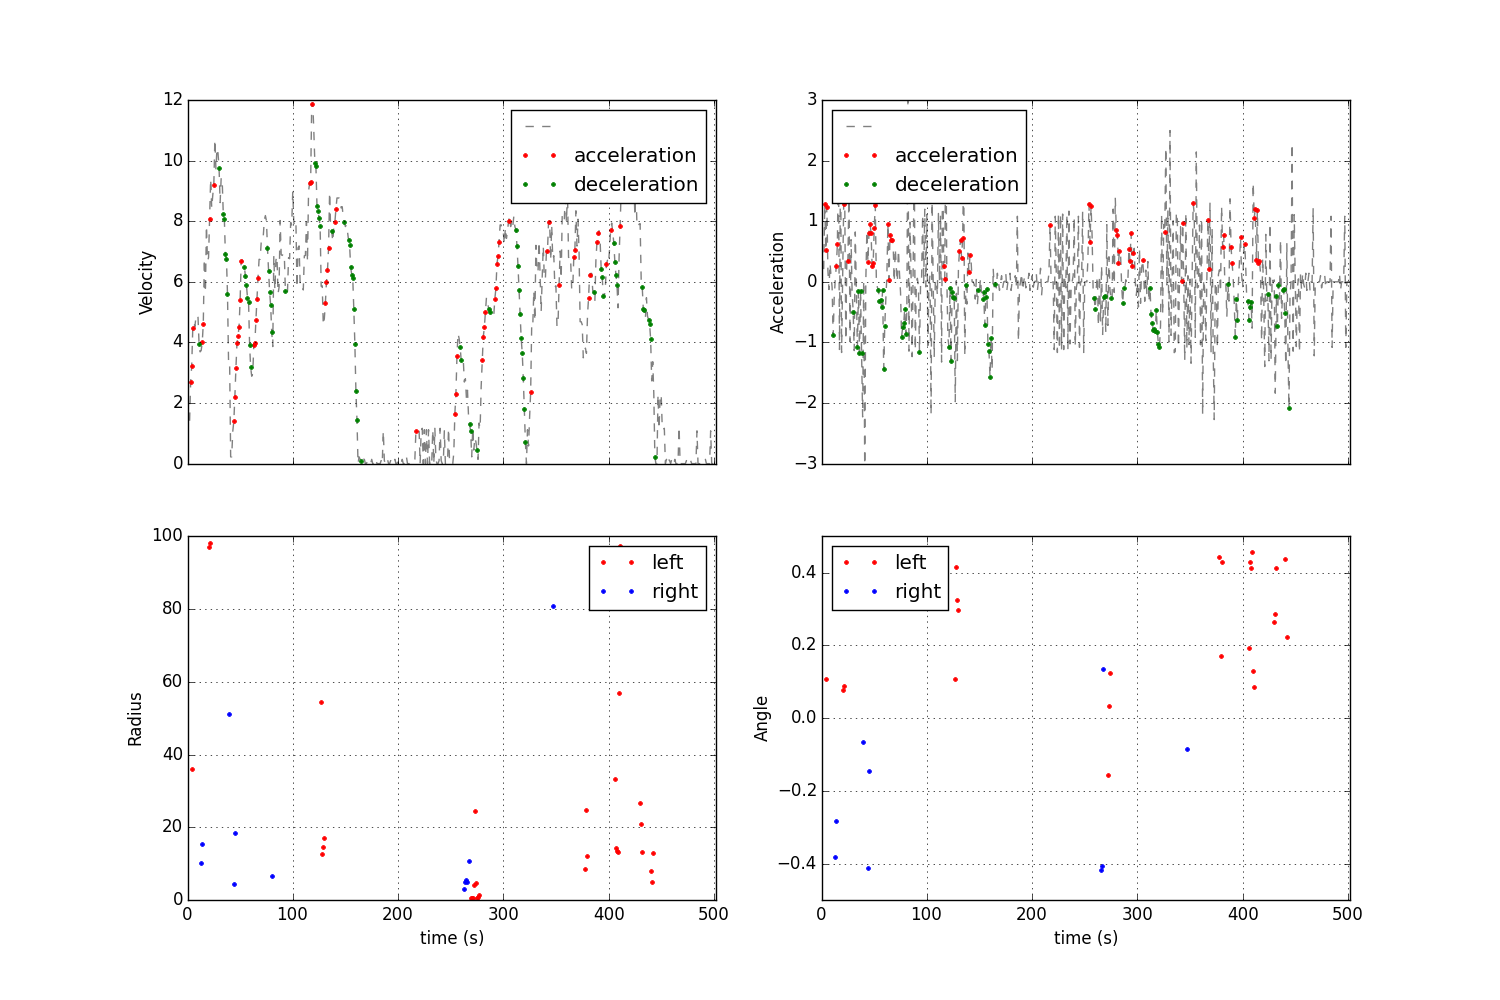 12
10
8
6
4
2
0
Velocity
acceleration
deceleration
3
2
1
0
−1
−2
−3
Acceleration
acceleration
deceleration
100
80
60
40
20
0
Radius
left
right
0 100 200 300 400 500
time (s)
0.4
0.2
0.0
−0.2
−0.4
Angle
left
right
0 100 200 300 400 500
time (s)